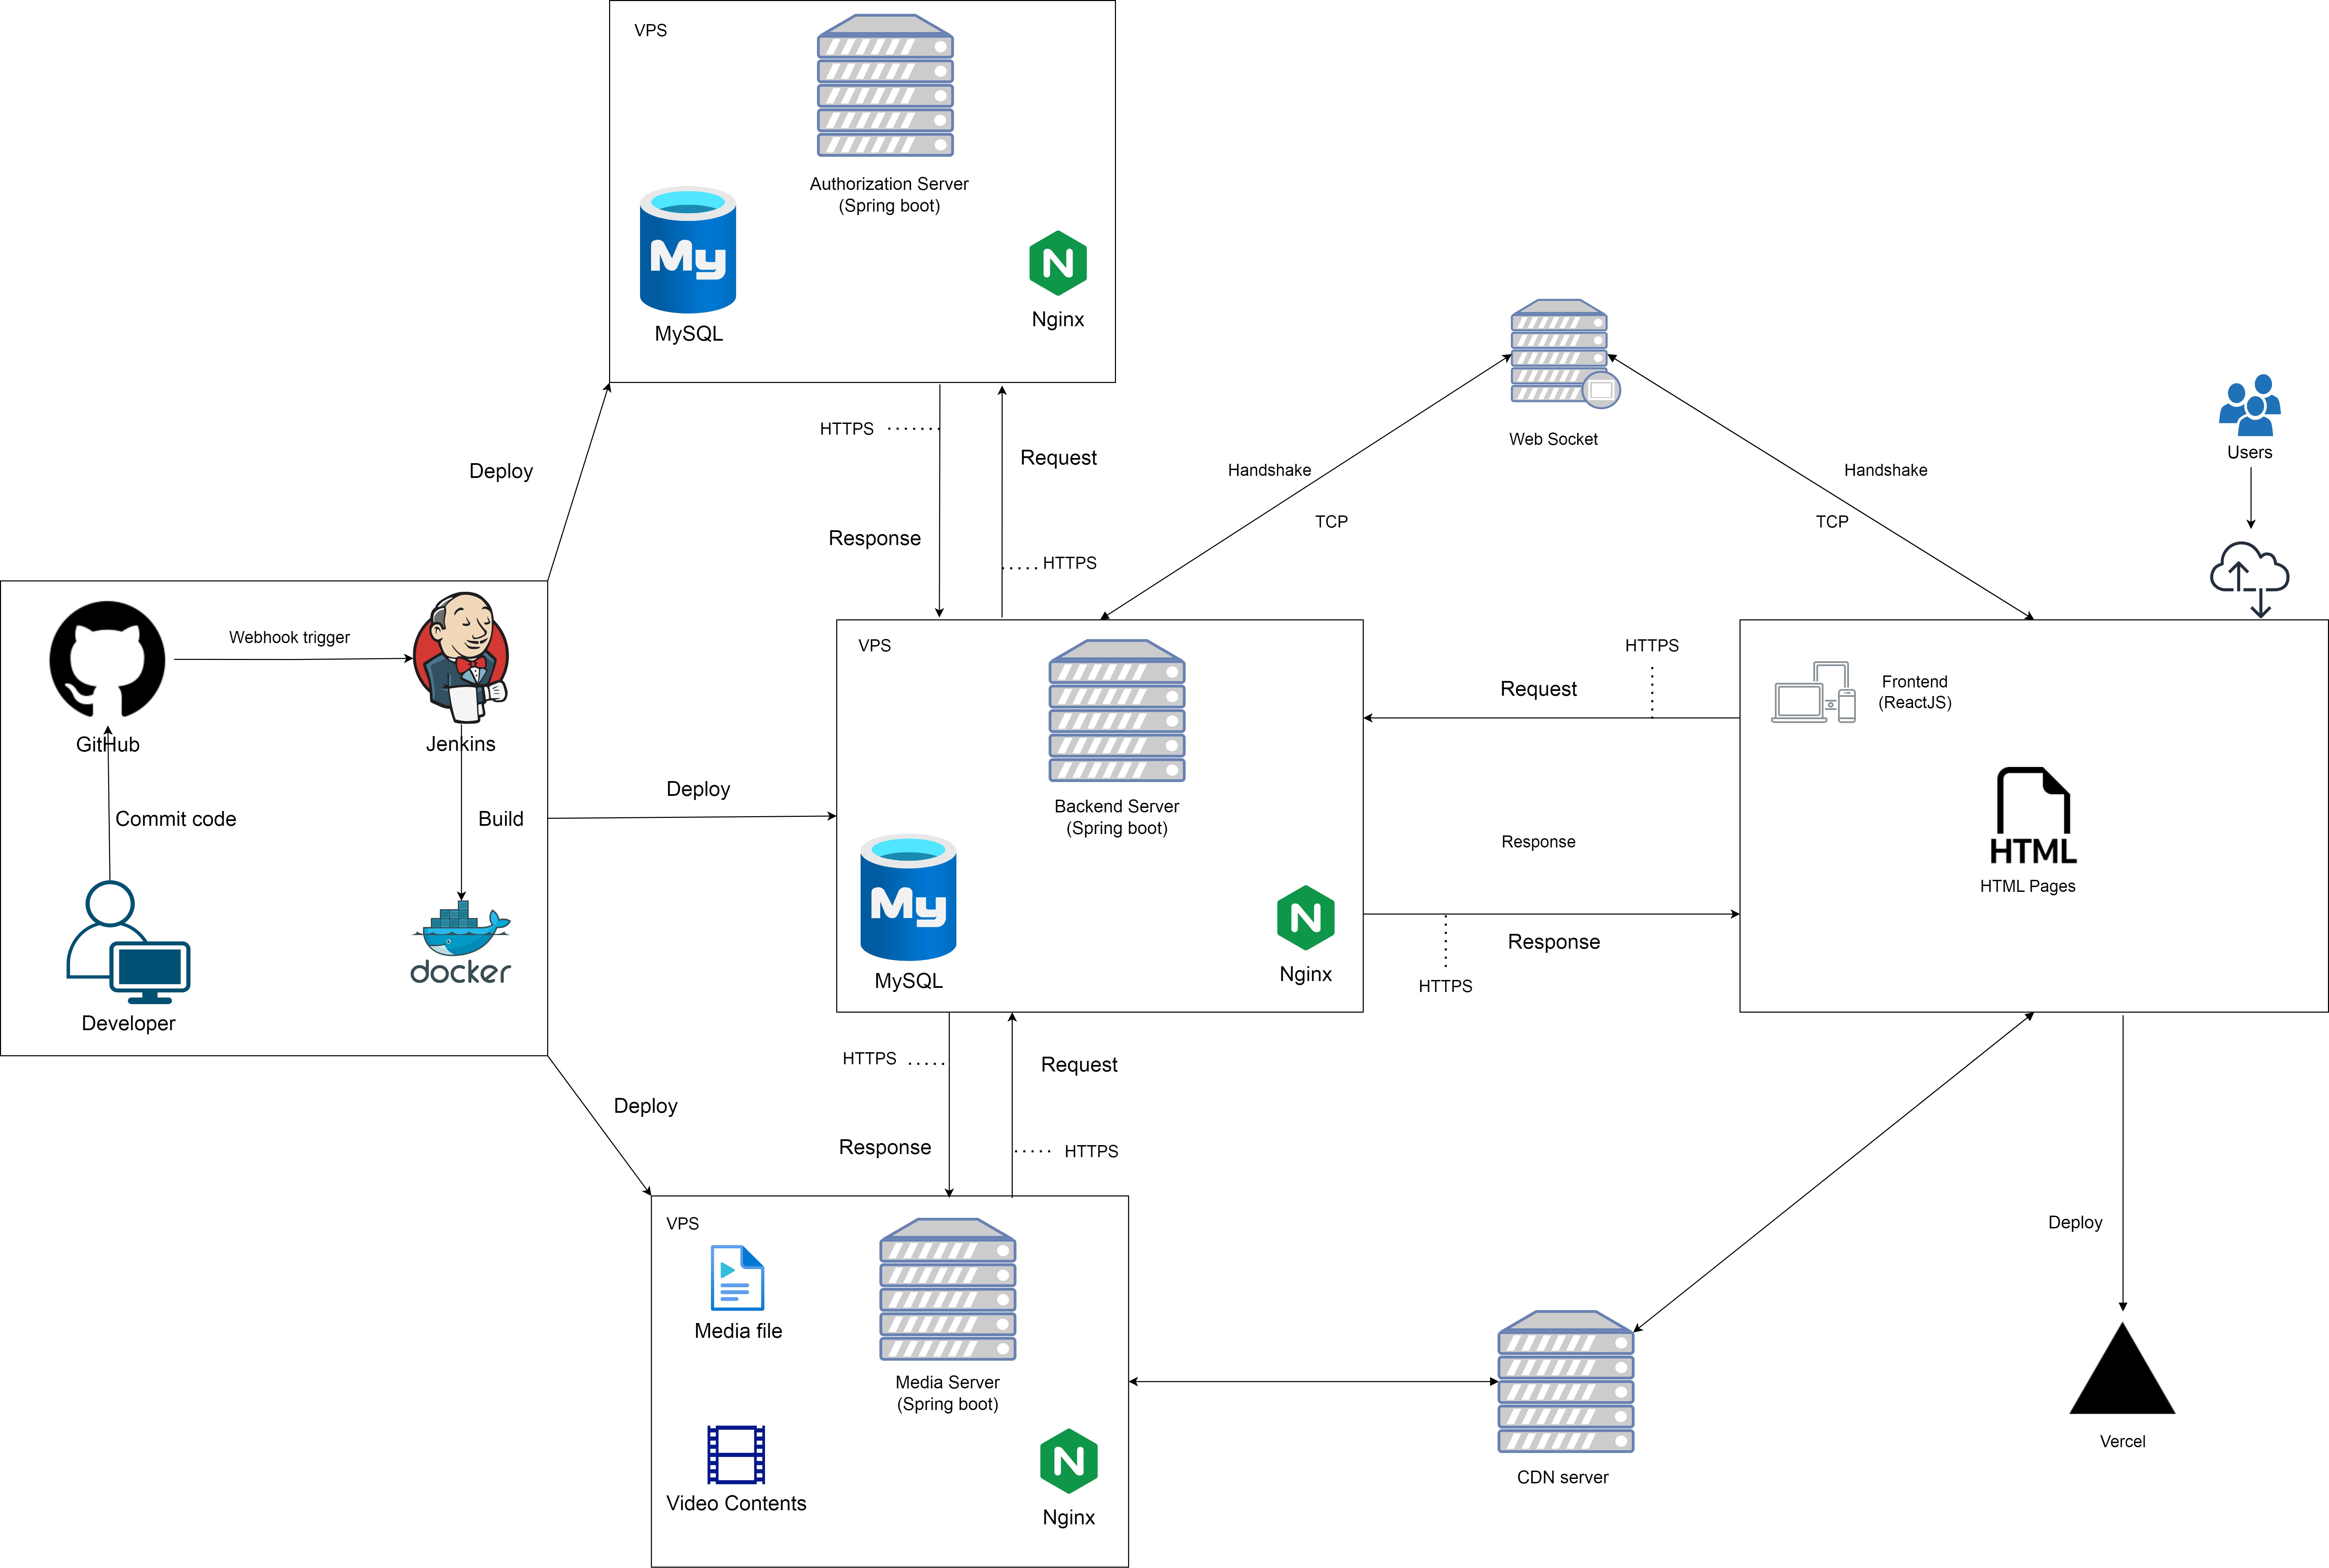 VPS
Authorization Server
(Spring boot)
My
MySQL
N
Nginx
HTTPS
Request
Response
HTTPS
Deploy
Web Socket
Handshake
TCP
Handshake
TCP
Users
Webhook trigger
GitHub
Jenkins
Commit code
Build
Developer
docker
Deploy
VPS
Backend Server
(Spring boot)
My
MySQL
N
Nginx
HTTPS
Request
Response
Response
HTTPS
Frontend
(ReactJS)
HTML
HTML Pages
HTTPS
Request
Response
HTTPS
Deploy
VPS
Media file
Media Server
(Spring boot)
Video Contents
N
Nginx
CDN server
Deploy
Vercel